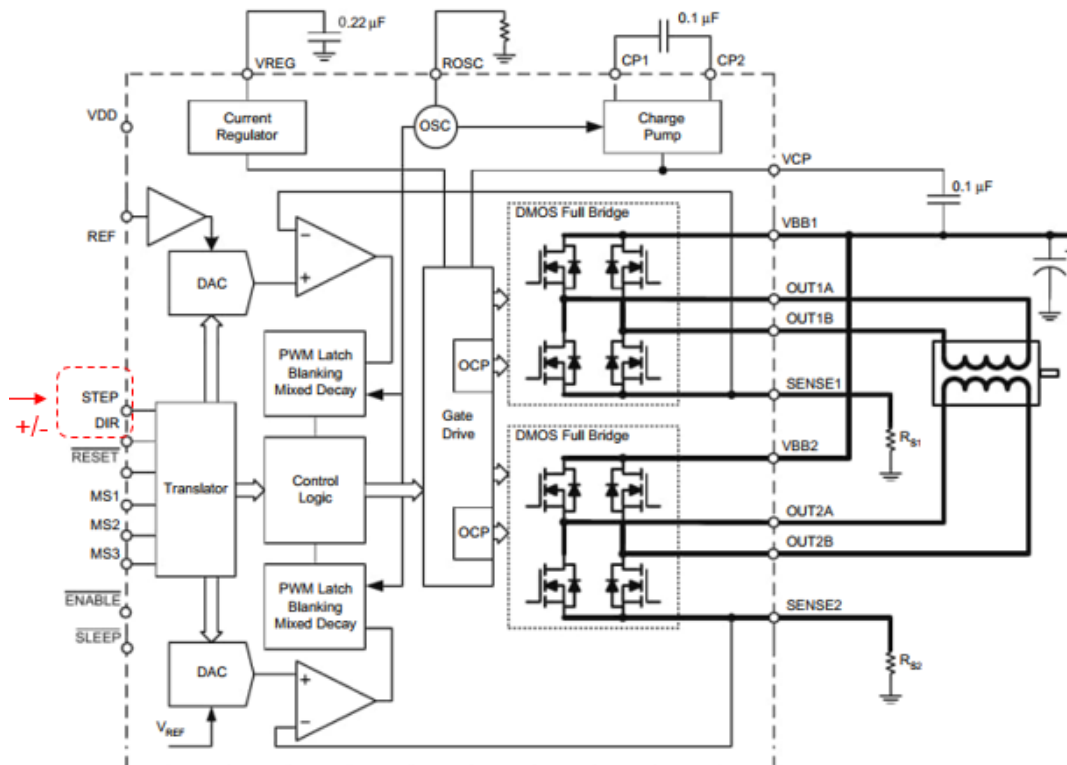 0.22 µF
0.1 µF
VREG
ROSC
CP1
CP2
VDD
Current
Regulator
OSC
Charge
Pump
VCP
0.1 µF
REF
DMOS Full Bridge
VBB1
−
+
DAC
OUT1A
OUT1B
PWM Latch
Blanking
Mixed Decay
OCP
STEP
+/-
DIR
SENSE1
Gate
Drive
DMOS Full Bridge
RS1
RESET
VBB2
Translator
Control
Logic
MS1
MS2
MS3
OUT2A
OCP
OUT2B
PWM Latch
Blanking
Mixed Decay
ENABLE
SLEEP
SENSE2
DAC
+
−
RS2
VREF